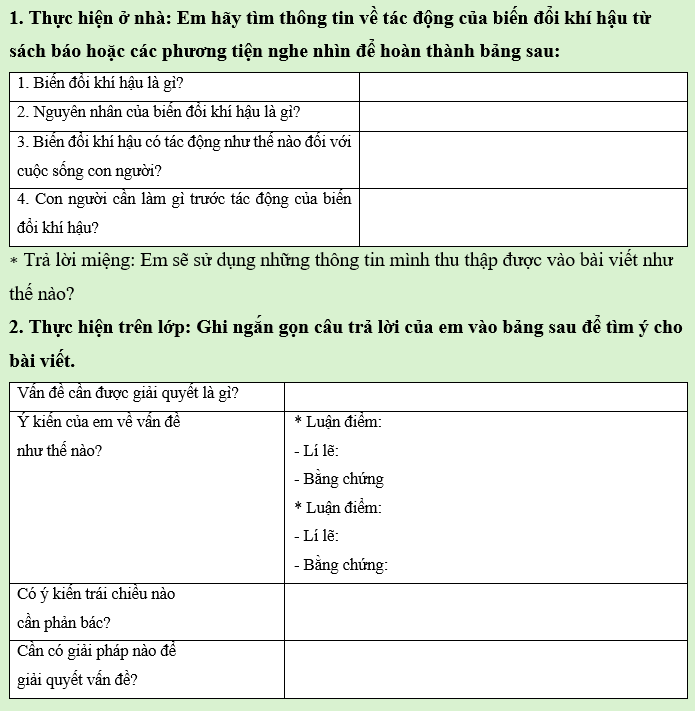 1. Thực hiện ở nhà: Em hãy tìm thông tin về tác động của biến đổi khí hậu từ
sách báo hoặc các phương tiện nghe nhìn để hoàn thành bảng sau:
1. Biến đổi khí hậu là gì?
2. Nguyên nhân của biến đổi khí hậu là gì?
3. Biến đổi khí hậu có tác động như thế nào đối với
cuộc sống con người?
4. Con người cần làm gì trước tác động của biến
đổi khí hậu?
* Trả lời miệng: Em sẽ sử dụng những thông tin mình thu thập được vào bài viết như
thế nào?
2. Thực hiện trên lớp: Ghi ngắn gọn câu trả lời của em vào bảng sau để tìm ý cho
bài viết.
Vấn đề cần được giải quyết là gì?
Ý kiến của em về vấn đề
như thế nào?
* Luận điểm:
- Lí lẽ:
- Bằng chứng
* Luận điểm:
- Lí lẽ:
- Bằng chứng:
Có ý kiến trái chiều nào
cần phản bác?
Cần có giải pháp nào để
giải quyết vấn đề?